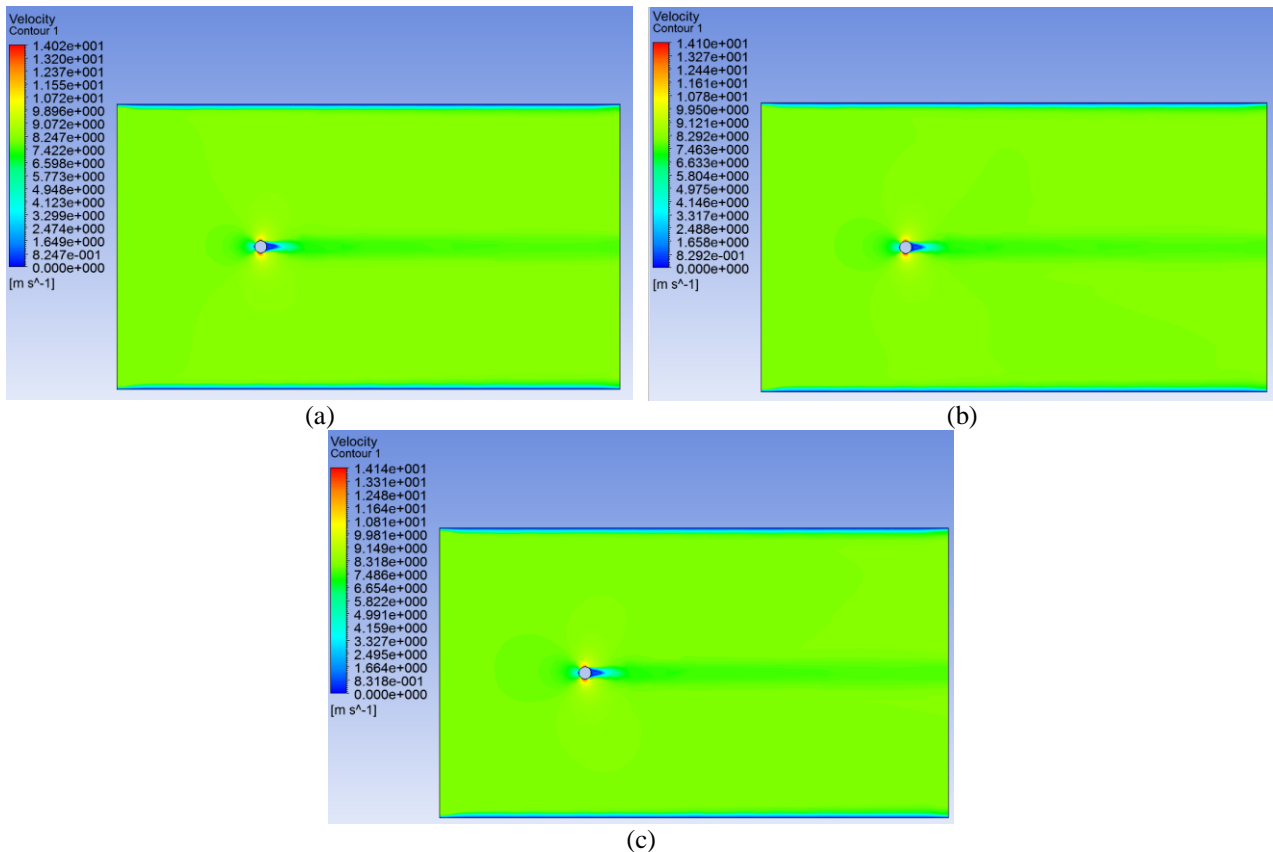 Velocity
Contour 1
1.402e+001
1.320e+001
1.237e+001
1.155e+001
1.072e+001
9.896e+000
9.072e+000
8.247e+000
7.422e+000
6.598e+000
5.773e+000
4.948e+000
4.123e+000
3.299e+000
2.474e+000
1.649e+000
8.247e-001
0.000e+000
[m s^-1]
(a)
Velocity
Contour 1
1.410e+001
1.327e+001
1.244e+001
1.161e+001
1.078e+001
9.950e+000
9.121e+000
8.292e+000
7.463e+000
6.633e+000
5.804e+000
4.975e+000
4.146e+000
3.317e+000
2.488e+000
1.658e+000
8.292e-001
0.000e+000
[m s^-1]
(b)
Velocity
Contour 1
1.414e+001
1.331e+001
1.248e+001
1.164e+001
1.081e+001
9.981e+000
9.149e+000
8.318e+000
7.486e+000
6.654e+000
5.822e+000
4.991e+000
4.159e+000
3.327e+000
2.495e+000
1.664e+000
8.318e-001
0.000e+000
[m s^-1]
(c)